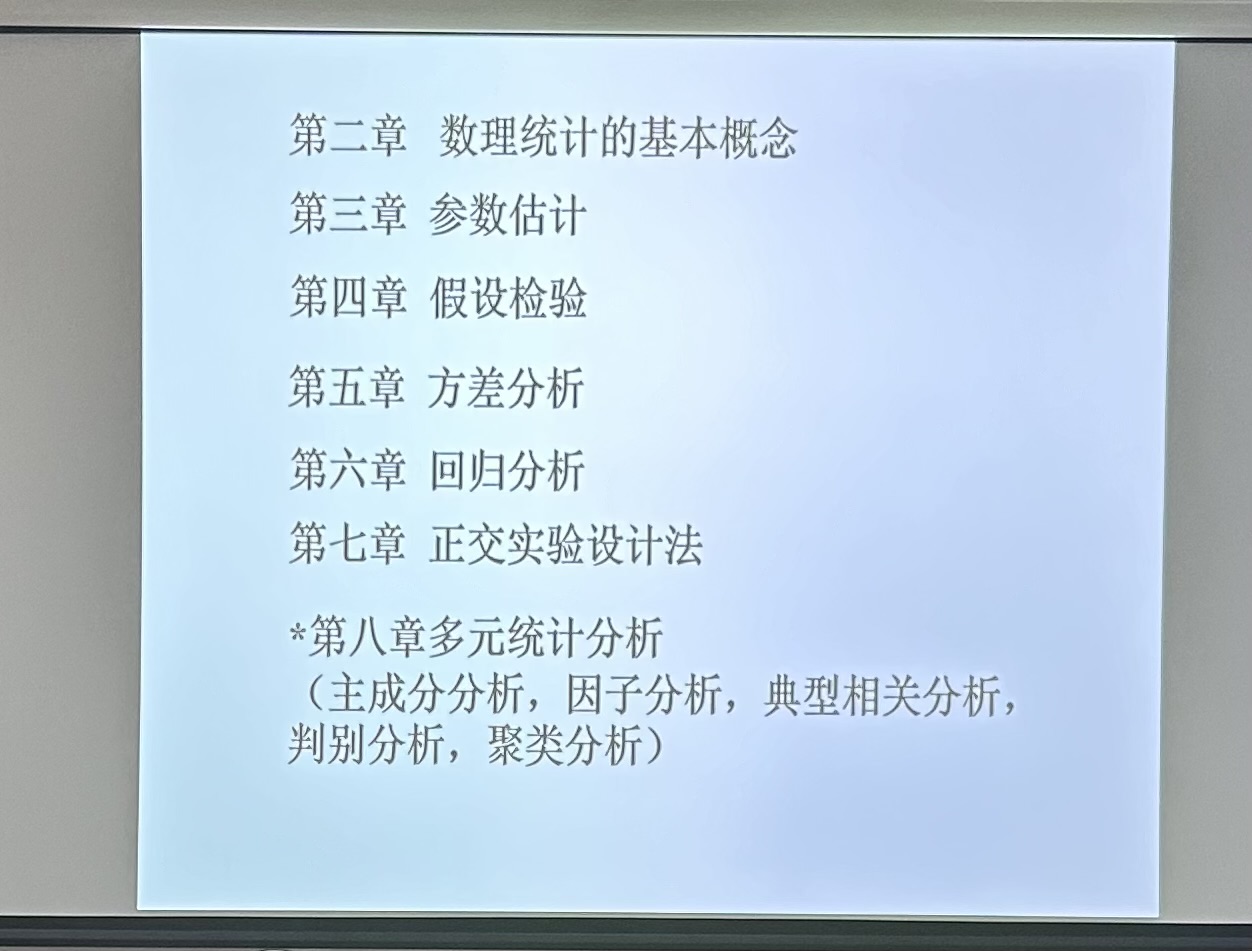 第二章 数理统计的基本概念
第三章 参数估计
第四章 假设检验
第五章 方差分析
第六章 回归分析
第七章 正交实验设计法
*第八章多元统计分析
（主成分分析，因子分析，典型相关分析，
判别分析，聚类分析）